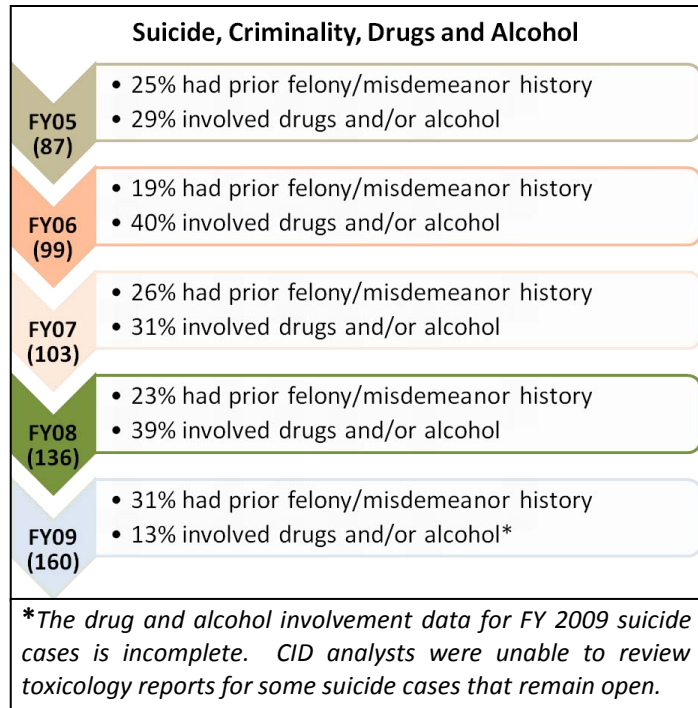 Suicide, Criminality, Drugs and Alcohol
FY05
(87)
• 25% had prior felony/misdemeanor history
• 29% involved drugs and/or alcohol
FY06
(99)
• 19% had prior felony/misdemeanor history
• 40% involved drugs and/or alcohol
FY07
(103)
• 26% had prior felony/misdemeanor history
• 31% involved drugs and/or alcohol
FY08
(136)
• 23% had prior felony/misdemeanor history
• 39% involved drugs and/or alcohol
FY09
(160)
• 31% had prior felony/misdemeanor history
• 13% involved drugs and/or alcohol*
*The drug and alcohol involvement data for FY 2009 suicide
cases is incomplete. CID analysts were unable to review
toxicology reports for some suicide cases that remain open.